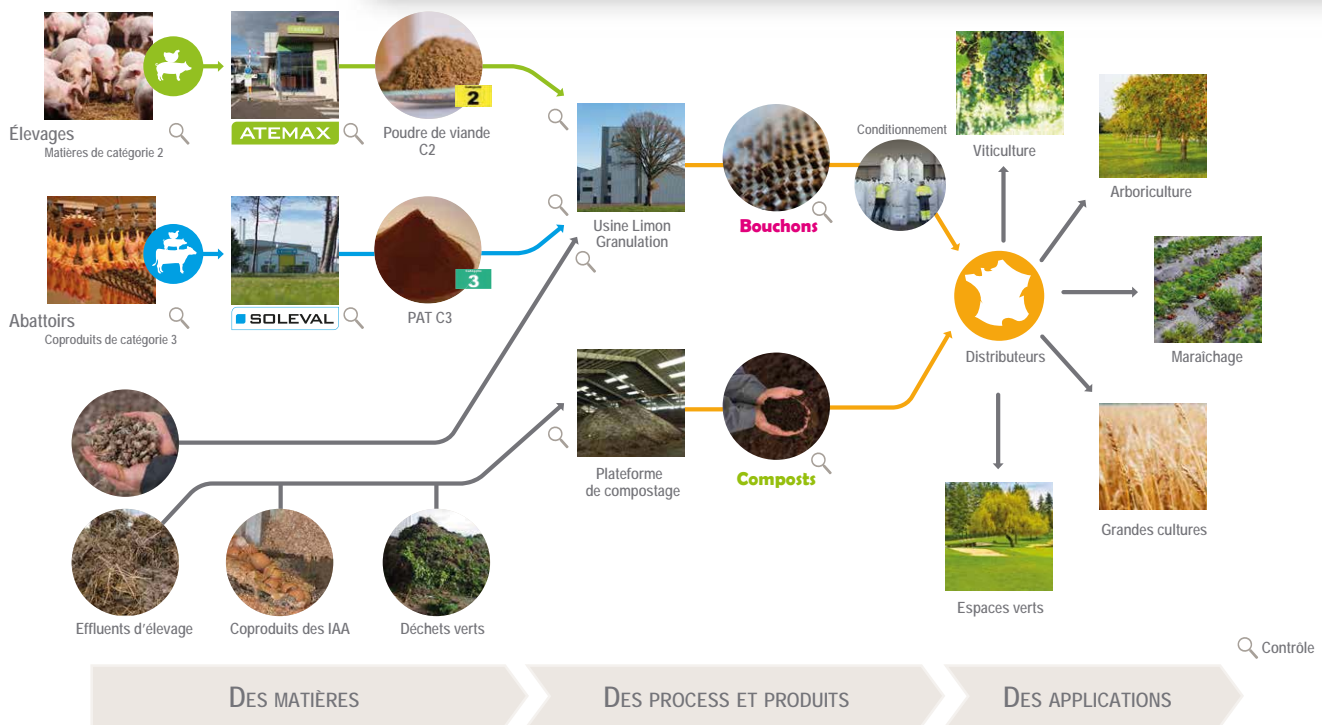 Élevages
Matières de catégorie 2
ATEMAX
2
Poudre de viande
C2
Abattoirs
Coproduits de catégorie 3
SOLEVAL
3
PAT C3
Usine Limon
Granulation
Bouchons
Conditionnement
Plateforme
de compostage
Composts
Distributeurs
Viticulture
Arboriculture
Maraîchage
Grandes cultures
Espaces verts
Effluents d'élevage
Coproduits des IAA
Déchets verts
Contrôle
DES MATIÈRES
DES PROCESS ET PRODUITS
DES APPLICATIONS